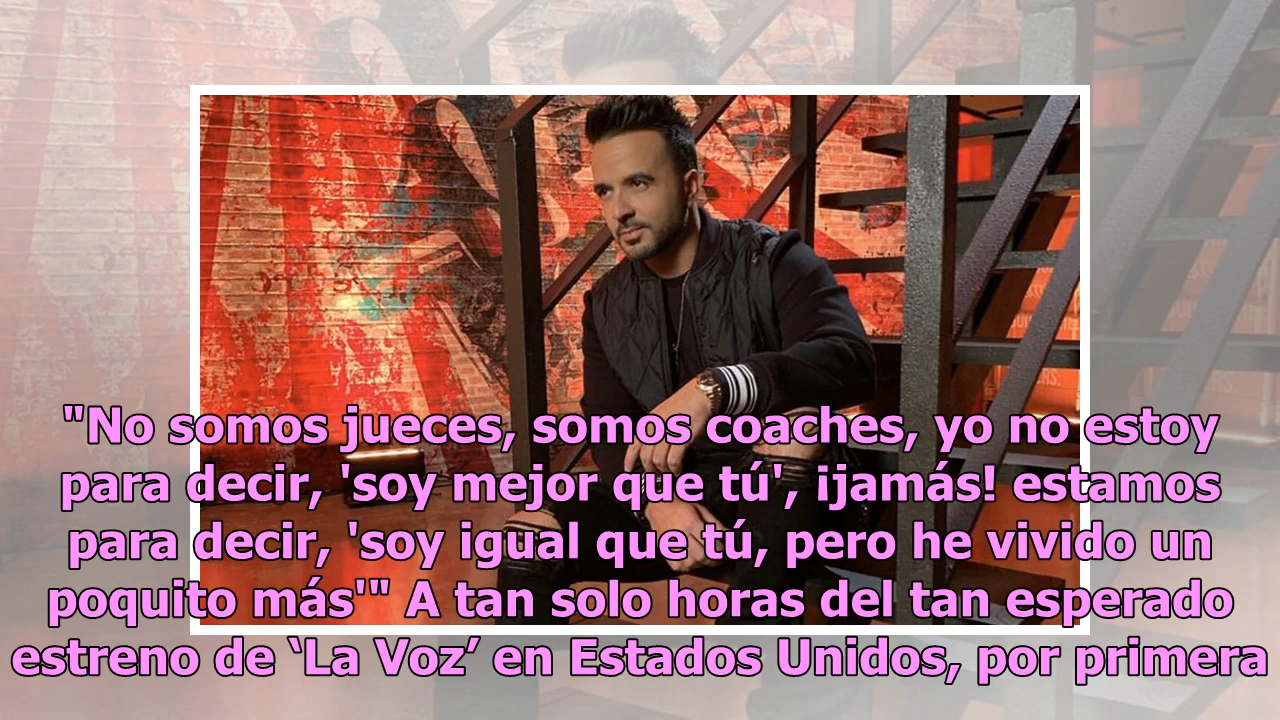 "No somos jueces, somos coaches, yo no estoy
para decir, 'soy mejor que tú', ¡jamás! estamos
para decir, 'soy igual que tú, pero he vivido un
poquito más'" A tan solo horas del tan esperado
estreno de ‘La Voz’ en Estados Unidos, por primera